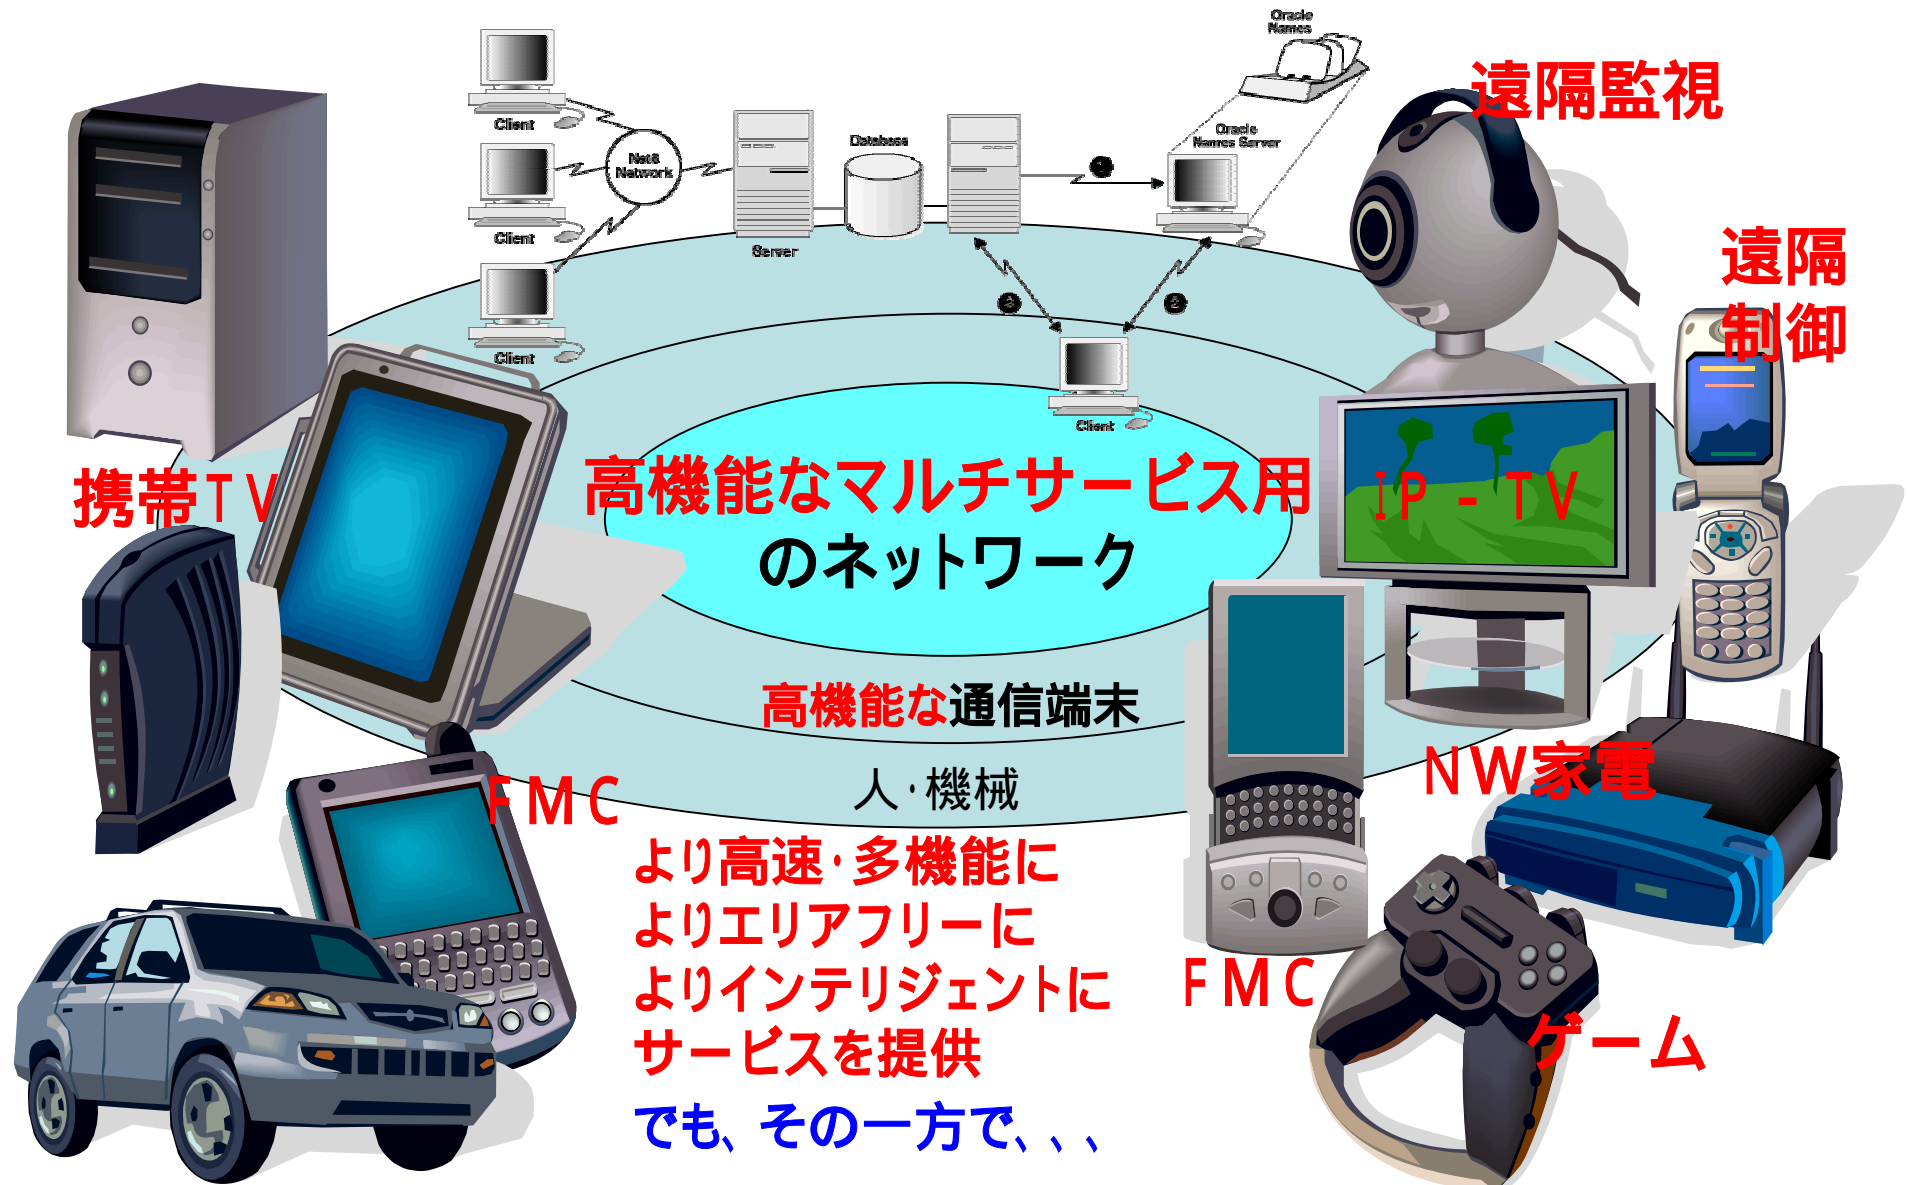 Oracle
Names
遠隔監視
Client
Net8
Network
Database
Oracle
Names Server
Client
Server
遠隔
制御
Client
Client
携帯TV
高機能なマルチサービス用
のネットワーク
IP-TV
高機能な通信端末
人・機械
FMC
NW家電
より高速・多機能に
よりエリアフリーに
よりインテリジェントに
サービスを提供
FMC
ゲーム
でも、その一方で、、、